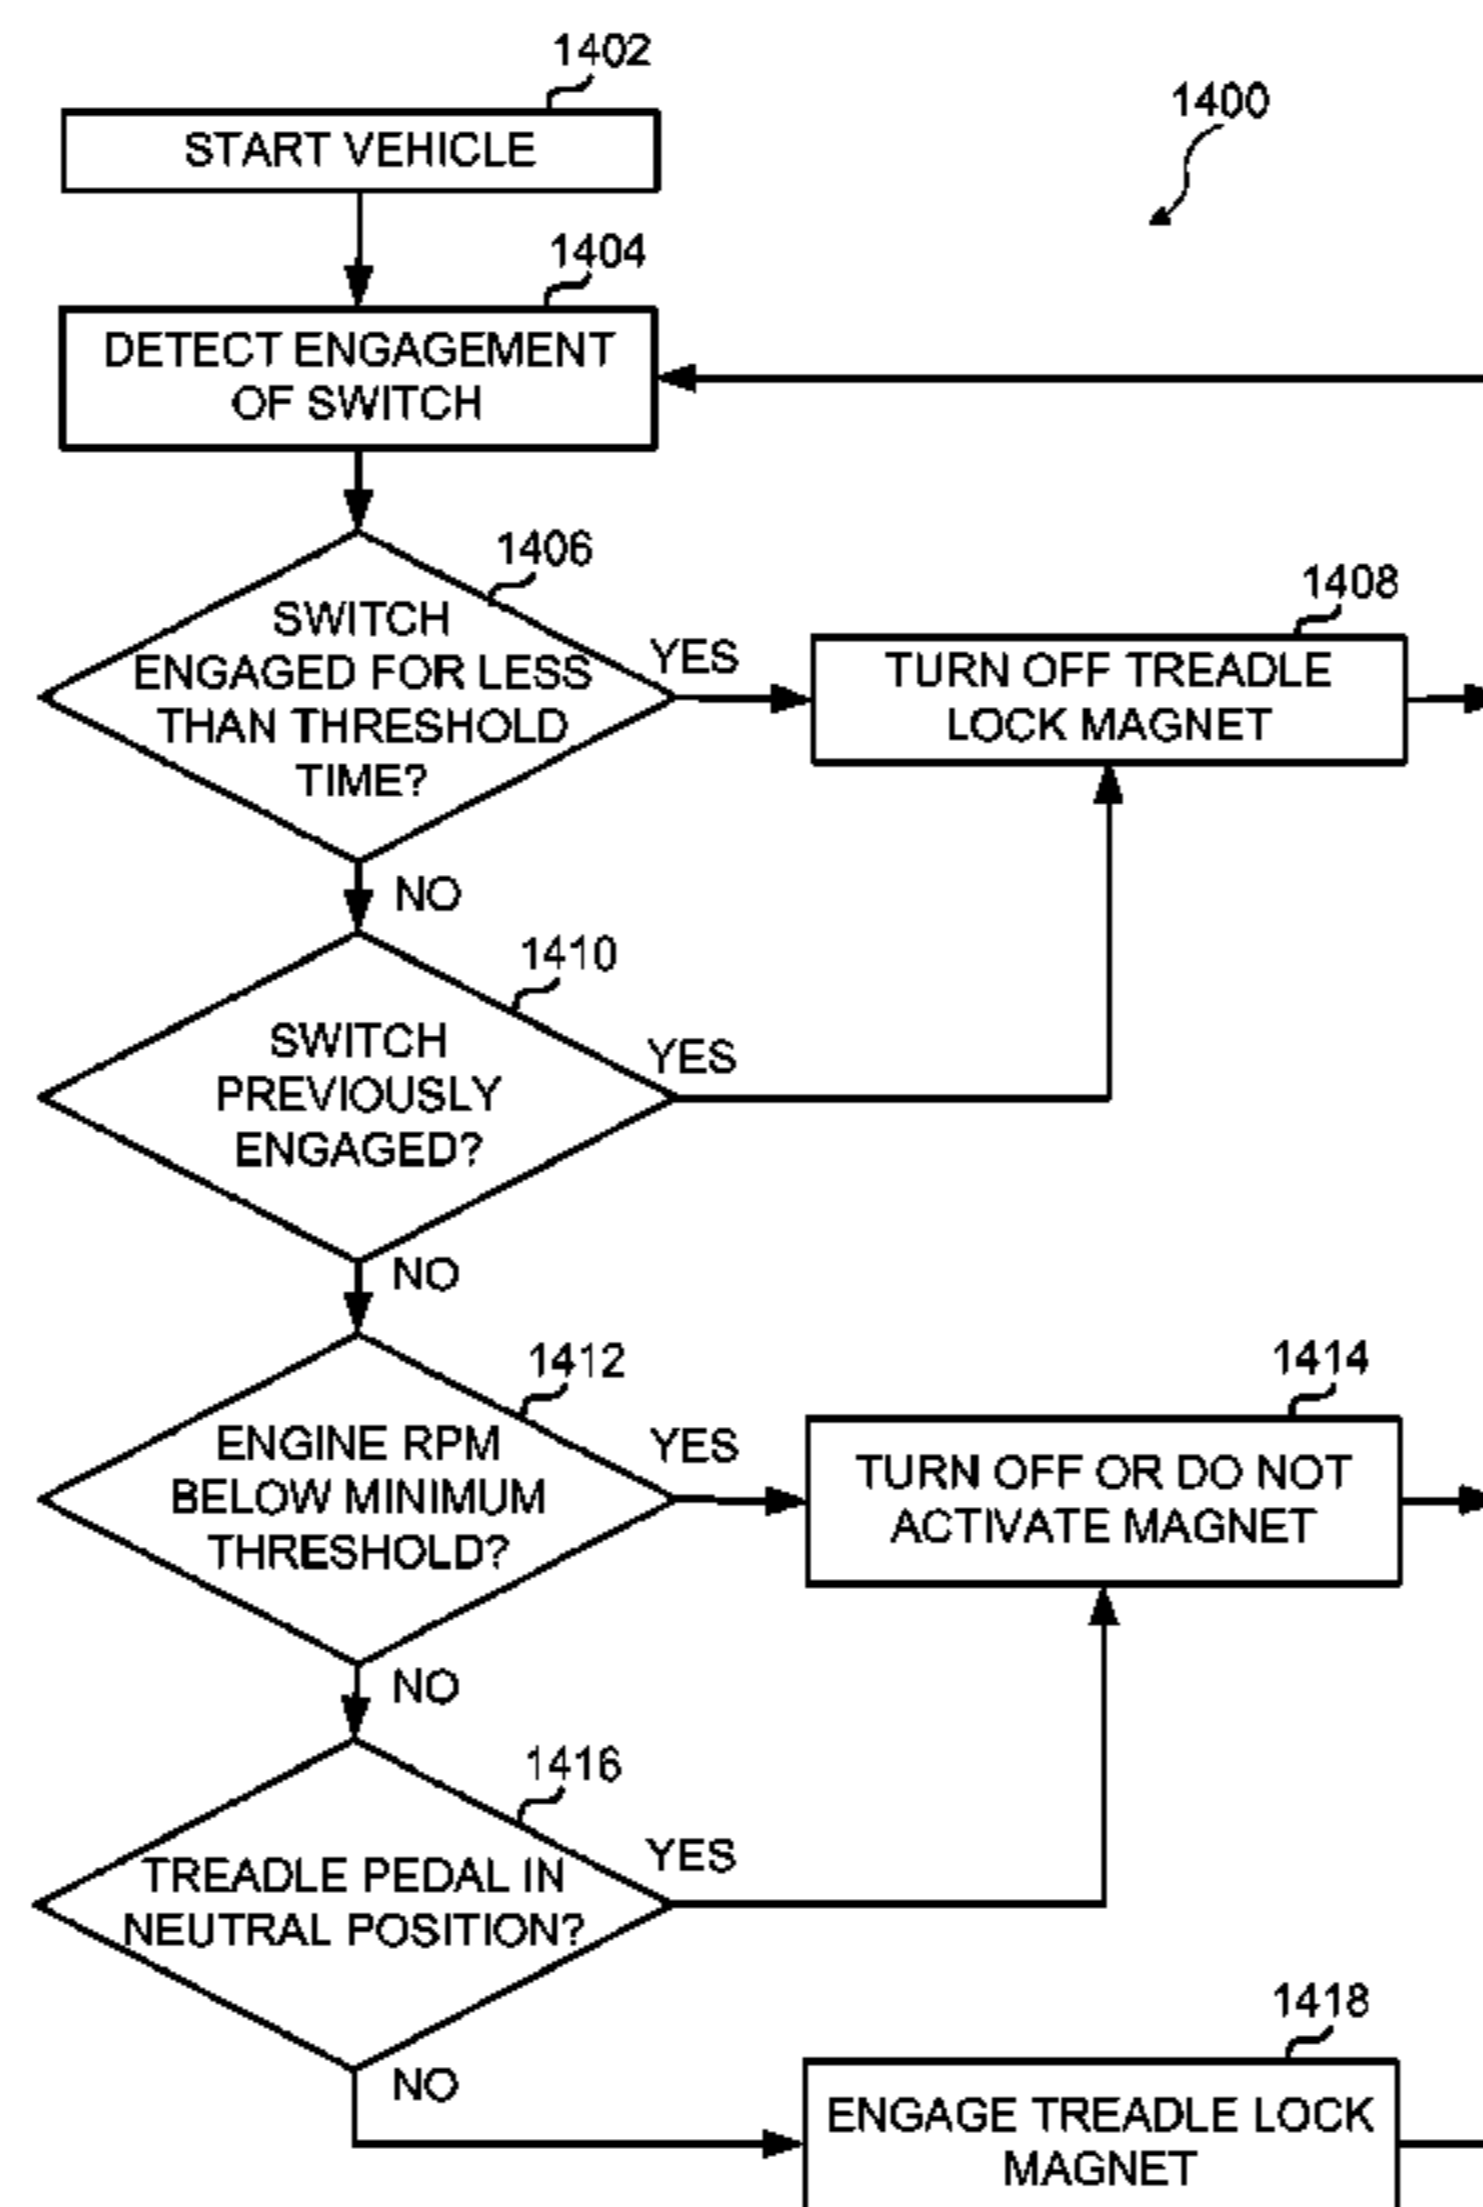 1402
1400
START VEHICLE
1404
DETECT ENGAGEMENT
OF SWITCH
1406
SWITCH
ENGAGED FOR LESS
THAN THRESHOLD
TIME?
YES
1408
TURN OFF TREADLE
LOCK MAGNET
NO
1410
SWITCH
PREVIOUSLY
ENGAGED?
YES
NO
1412
ENGINE RPM
BELOW MINIMUM
THRESHOLD?
YES
1414
TURN OFF OR DO NOT
ACTIVATE MAGNET
NO
1416
TREADLE PEDAL IN
NEUTRAL POSITION?
YES
NO
1418
ENGAGE TREADLE LOCK
MAGNET